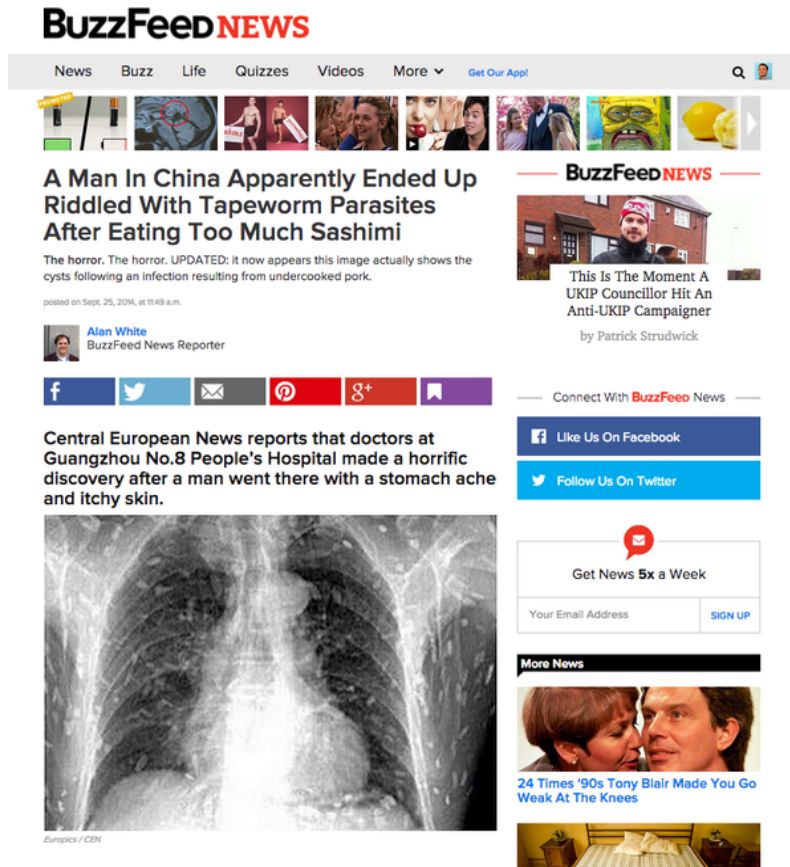 BuzzFeed NEWS
News Buzz Life Quizzes Videos More Get Our App!
PROMOTED
A Man In China Apparently Ended Up
Riddled With Tapeworm Parasites
After Eating Too Much Sashimi
The horror. The horror. UPDATED: it now appears this image actually shows the
cysts following an infection resulting from undercooked pork.
posted on Sept. 25, 2014, at 11:49 a.m.
Alan White
BuzzFeed News Reporter
f
g+
Central European News reports that doctors at
Guangzhou No.8 People's Hospital made a horrific
discovery after a man went there with a stomach ache
and itchy skin.
Europics / CEN
BuzzFeed NEWS
This Is The Moment A
UKIP Councillor Hit An
Anti-UKIP Campaigner
by Patrick Strudwick
Connect With BuzzFeed News
f Like Us On Facebook
Follow Us On Twitter
Get News 5x a Week
Your Email Address SIGN UP
More News
24 Times '90s Tony Blair Made You Go
Weak At The Knees